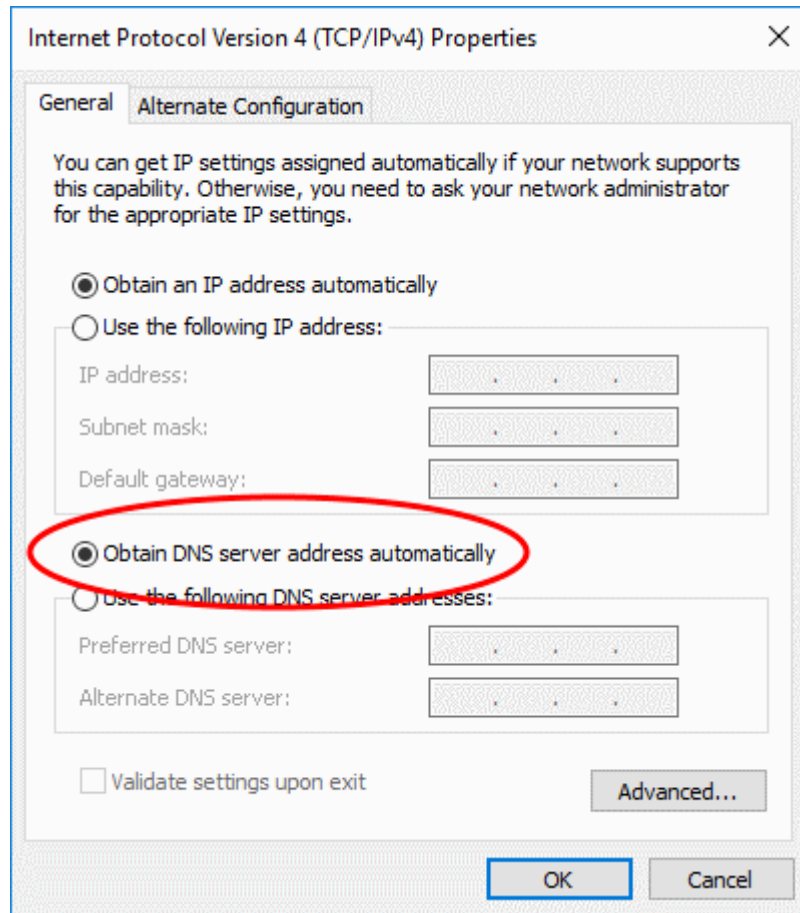 Internet Protocol Version 4 (TCP/IPv4) Properties
General
Alternate Configuration
You can get IP settings assigned automatically if your network supports
this capability. Otherwise, you need to ask your network administrator
for the appropriate IP settings.
Obtain an IP address automatically
Use the following IP address:
IP address:
Subnet mask:
Default gateway:
Obtain DNS server address automatically
Use the following DNS server addresses:
Preferred DNS server:
Alternate DNS server:
Validate settings upon exit
Advanced...
OK
Cancel